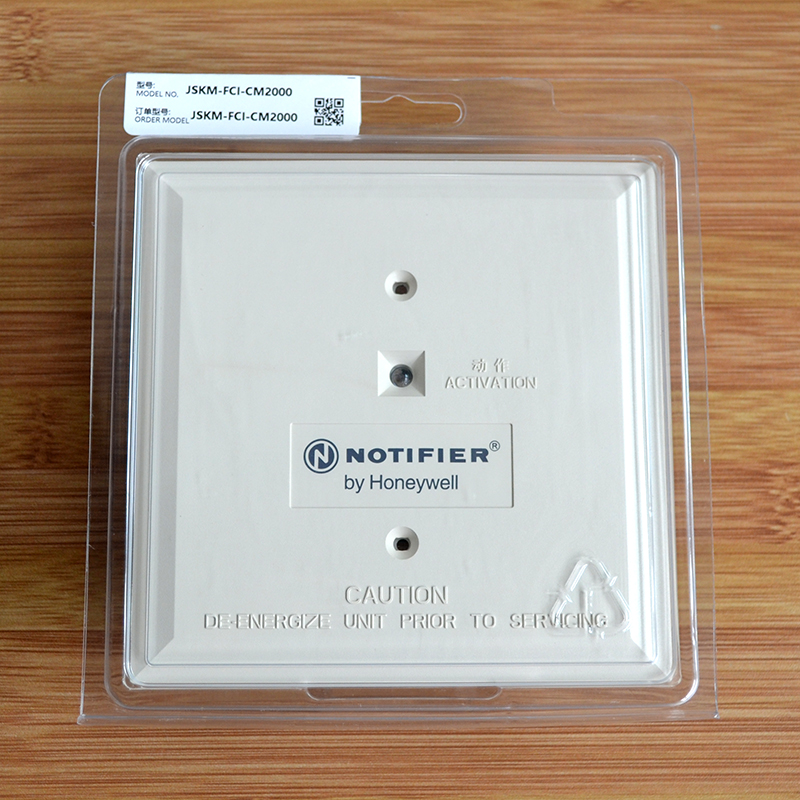 型号:
MODEL NO. JSKM-FCI-CM2000
订单型号:
ORDER MODEL JSKM-FCI-CM2000
动作
ACTIVATION
N NOTIFIER®
by Honeywell
CAUTION
DE-ENERGIZE UNIT PRIOR TO SERVICING